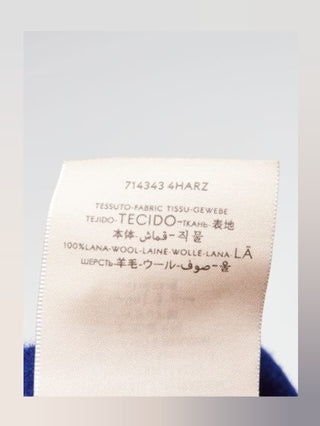 714343 4HARZ
TESSUTO-FABRIC TISSU-GEWEBE
TEJIDO-TECIDO-ТКАНЬ-表地
本体-قماش-직물
100%LANA-WOOL-LAINE-WOLLE-LANA-LÃ
ШЕРСТЬ-羊毛-ウール-صوف-울